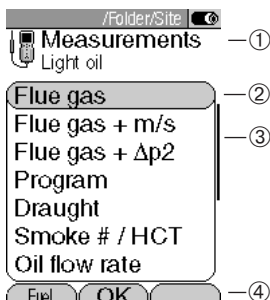 /Folder/Site
Measurements ①
Light oil
Flue gas ②
Flue gas + m/s ③
Flue gas + Δp2
Program
Draught
Smoke # / HCT
Oil flow rate
Fuel OK ④